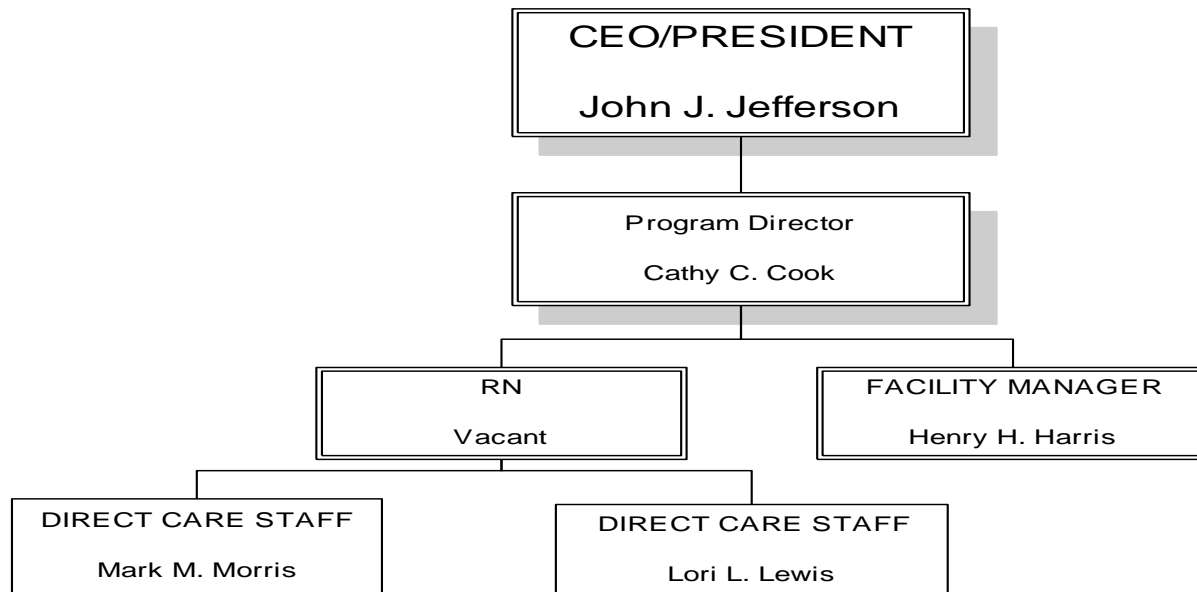 CEO/PRESIDENT
John J. Jefferson
Program Director
Cathy C. Cook
RN
Vacant
FACILITY MANAGER
Henry H. Harris
DIRECT CARE STAFF
Mark M. Morris
DIRECT CARE STAFF
Lori L. Lewis